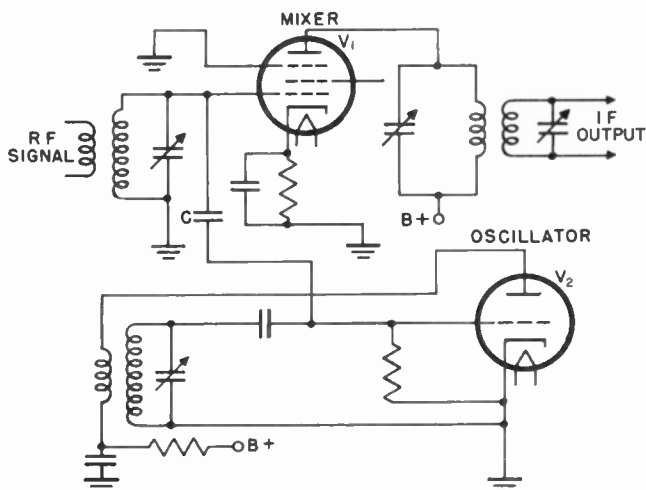 MIXER
V1
RF
SIGNAL
C
IF
OUTPUT
B+
OSCILLATOR
V2
B+